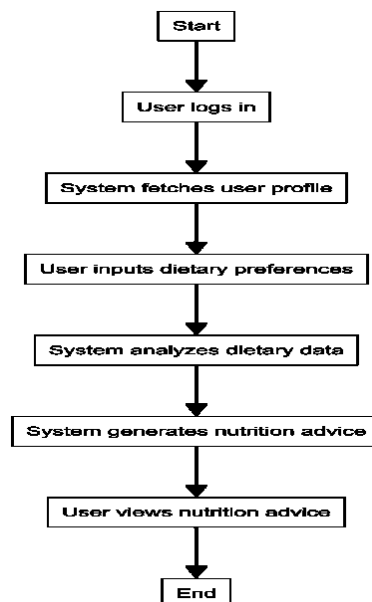 Start
User logs in
System fetches user profile
User inputs dietary preferences
System analyzes dietary data
System generates nutrition advice
User views nutrition advice
End